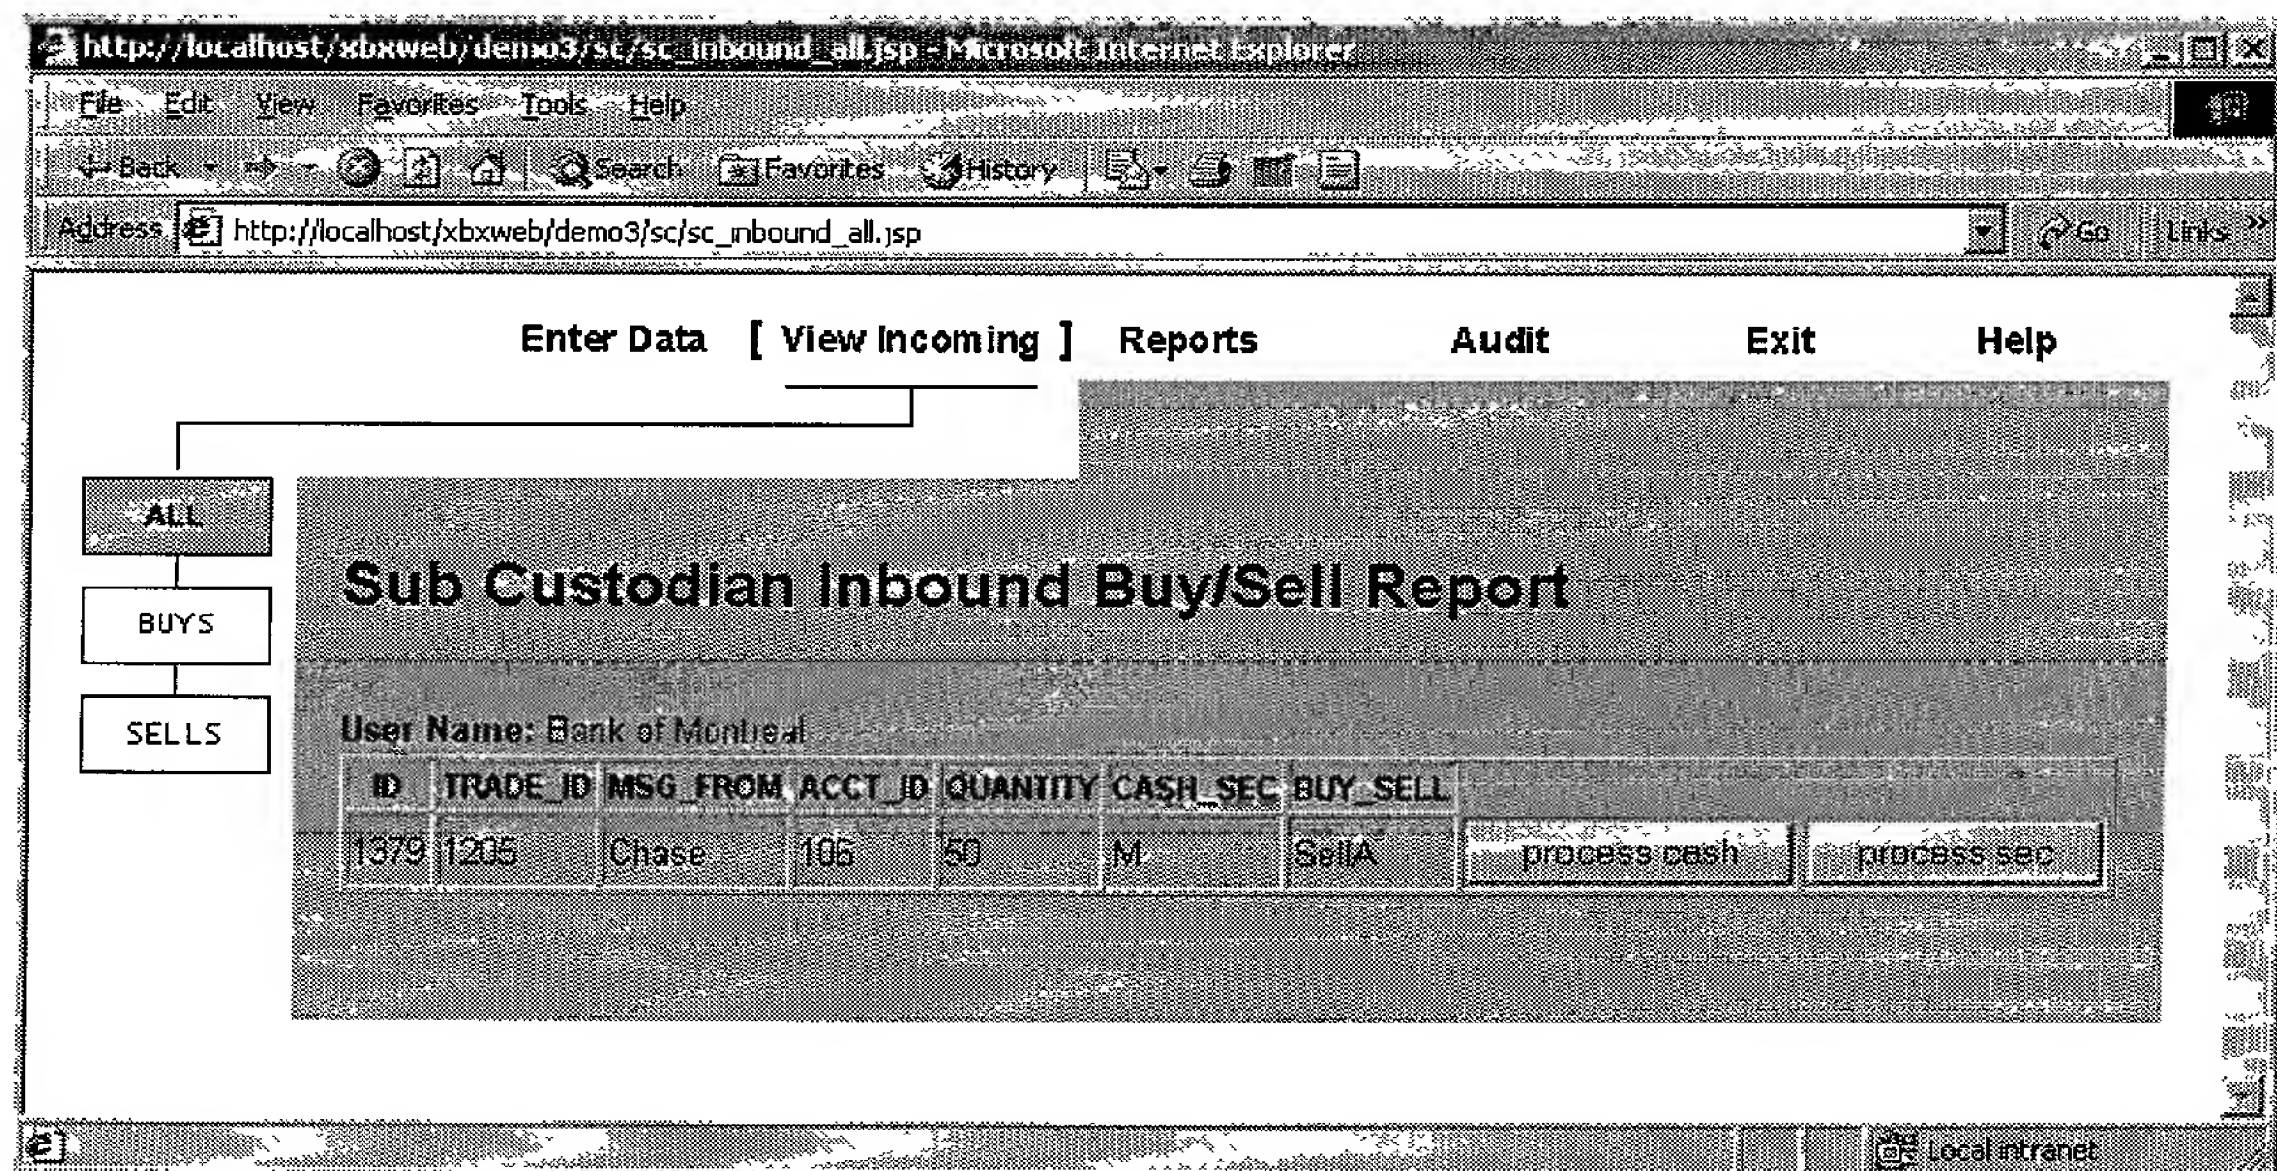 http://localhost/xbxweb/demo3/sc/sc_inbound_all.jsp - Microsoft Internet Explorer
File Edit View Favorites Tools Help
Back Search Favorites History
Address http://localhost/xbxweb/demo3/sc/sc_inbound_all.jsp Go Links »
Enter Data [ View Incoming ] Reports Audit Exit Help
ALL
Sub Custodian Inbound Buy/Sell Report
BUYS
SELLS
User Name: Bank of Montreal
ID TRADE_ID MSG_FROM ACCT_ID QUANTITY CASH_SEC BUY_SELL
1379 1205 Chase 105 50 M SellA process cash process sec
Local intranet